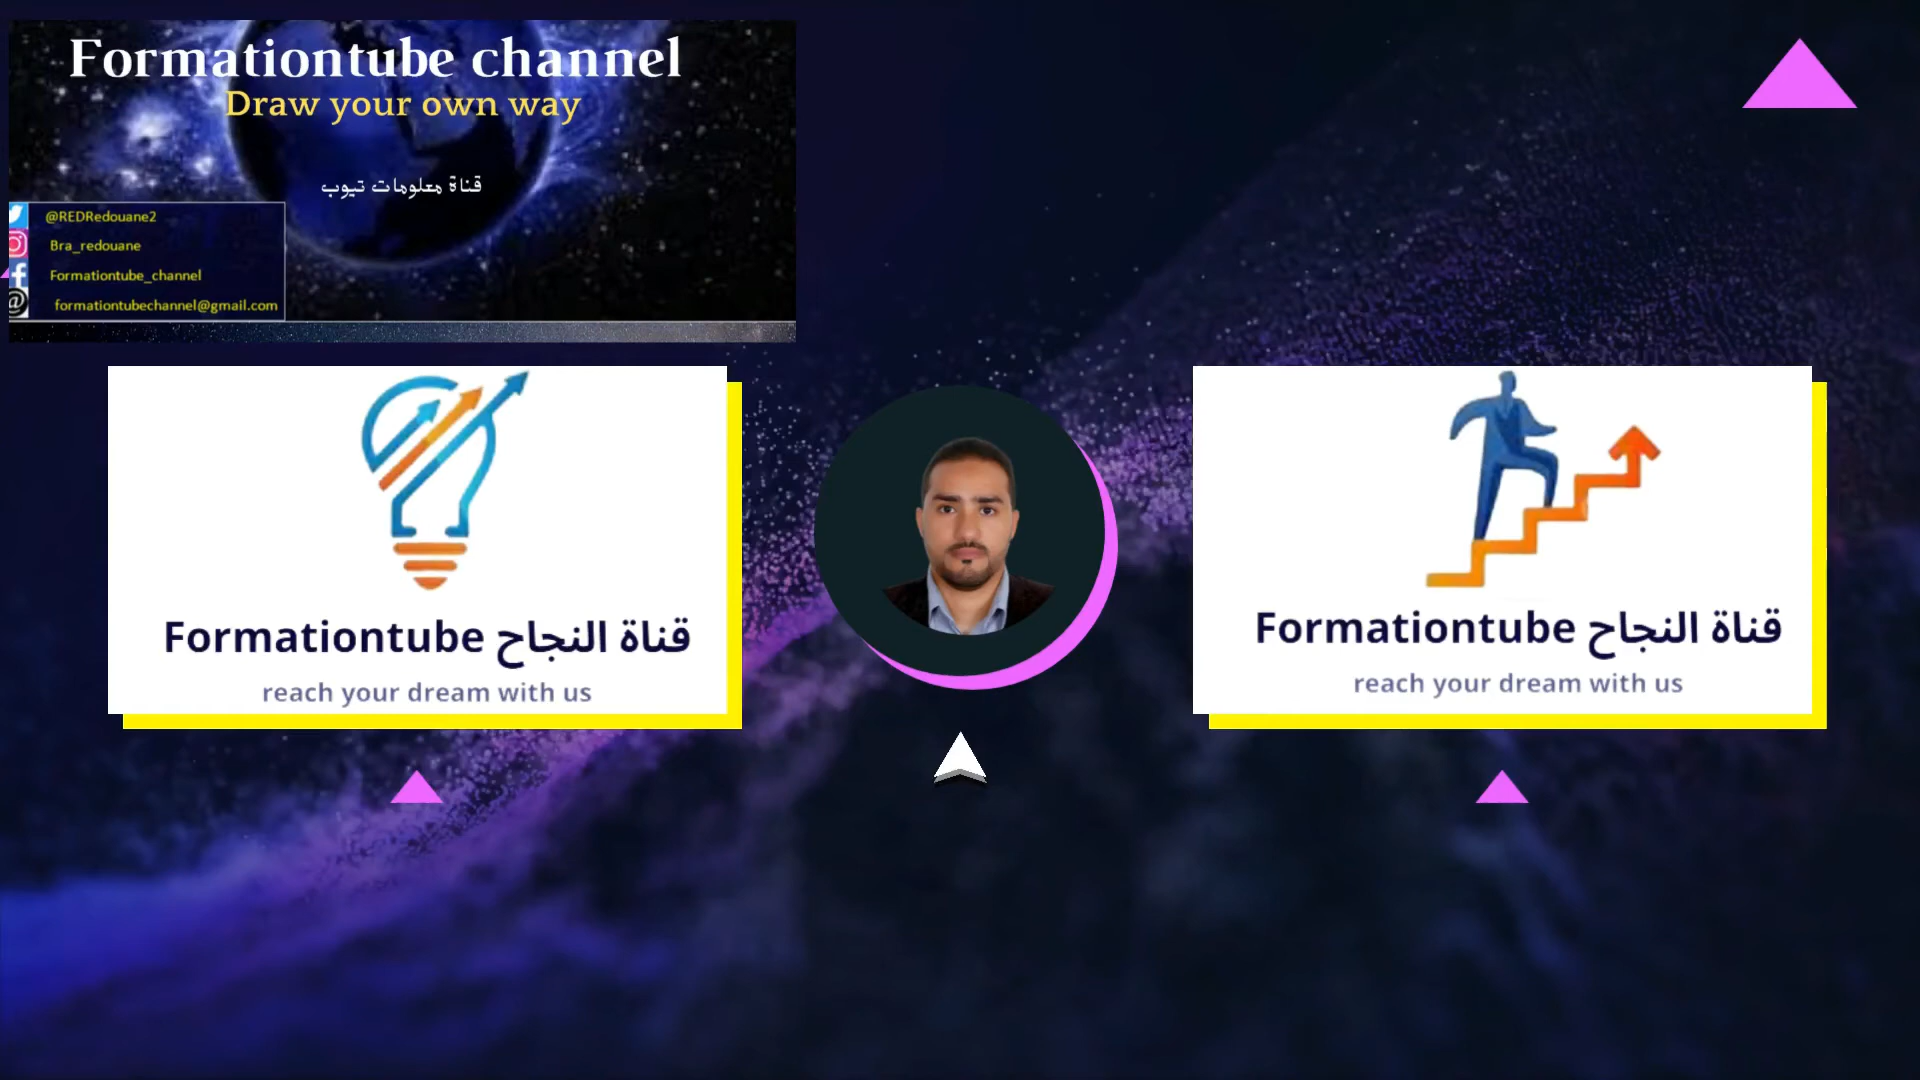 Formationtube channel
Draw your own way
قناة معلومات تيوب
@REDRedouane2
Bra_redouane
Formationtube_channel
formationtubechannel@gmail.com
Formationtube قناة النجاح
reach your dream with us
Formationtube قناة النجاح
reach your dream with us